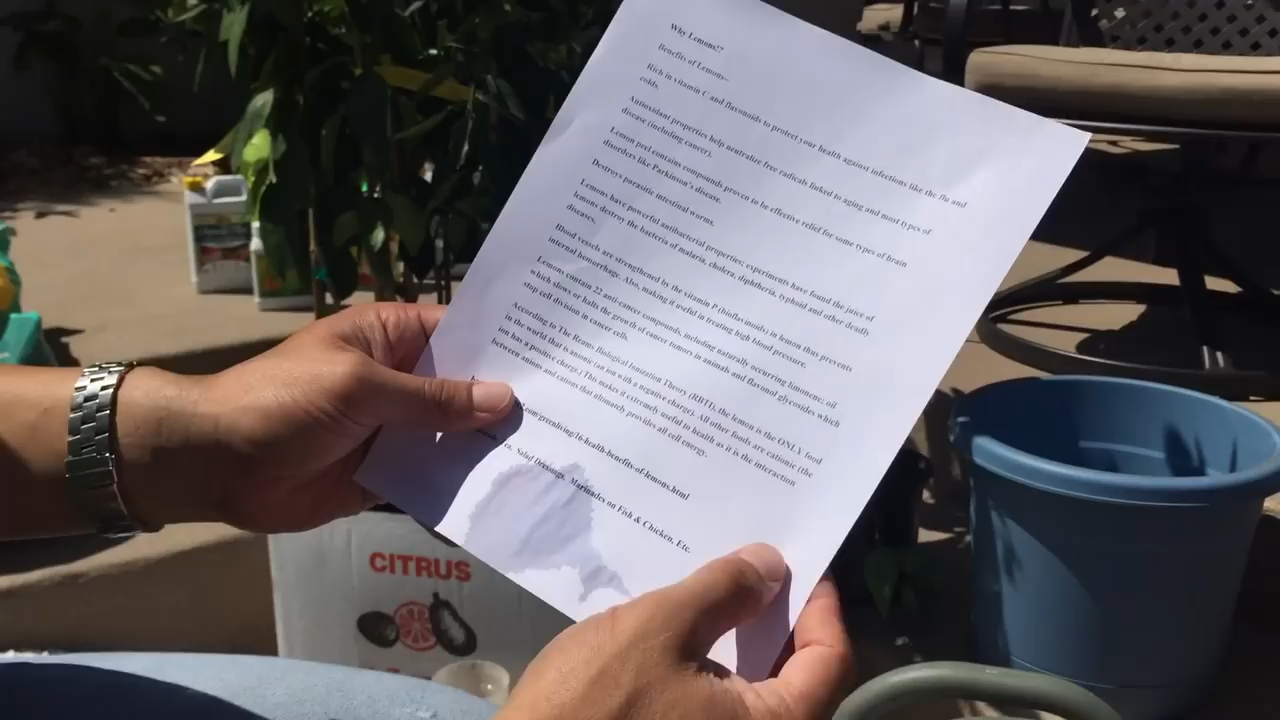 Why Lemons!?
Benefits of Lemons--
Rich in vitamin C and flavonoids to protect your health against infections like the flu and
colds.
Antioxidant properties help neutralize free radicals linked to aging and most types of
disease (including cancer).
Lemon peel contains compounds proven to be effective relief for some types of brain
disorders like Parkinson's disease.
Destroys parasitic intestinal worms.
Lemons have powerful antibacterial properties; experiments have found the juice of
lemons destroy the bacteria of malaria, cholera, diphtheria, typhoid and other deadly
diseases.
Blood vessels are strengthened by the vitamin P (bioflavinoids) in lemon thus prevents
internal hemorrhage. Also, making it useful in treating high blood pressure.
Lemons contain 22 anti-cancer compounds, including naturally occurring limonene; oil
which slows or halts the growth of cancer tumors in animals and flavonol glycosides which
stop cell division in cancer cells.
According to The Reams Biological Ionization Theory (RBTI), the lemon is the ONLY food
in the world that is anionic (an ion with a negative charge). All other foods are cationic (the
ion has a positive charge.) This makes it extremely useful to health as it is the interaction
between anions and cations that ultimately provides all cell energy.
.com/greenliving/16-health-benefits-of-lemons.html
Salad Dressings, Marinades on Fish & Chicken, Etc.
CITRUS